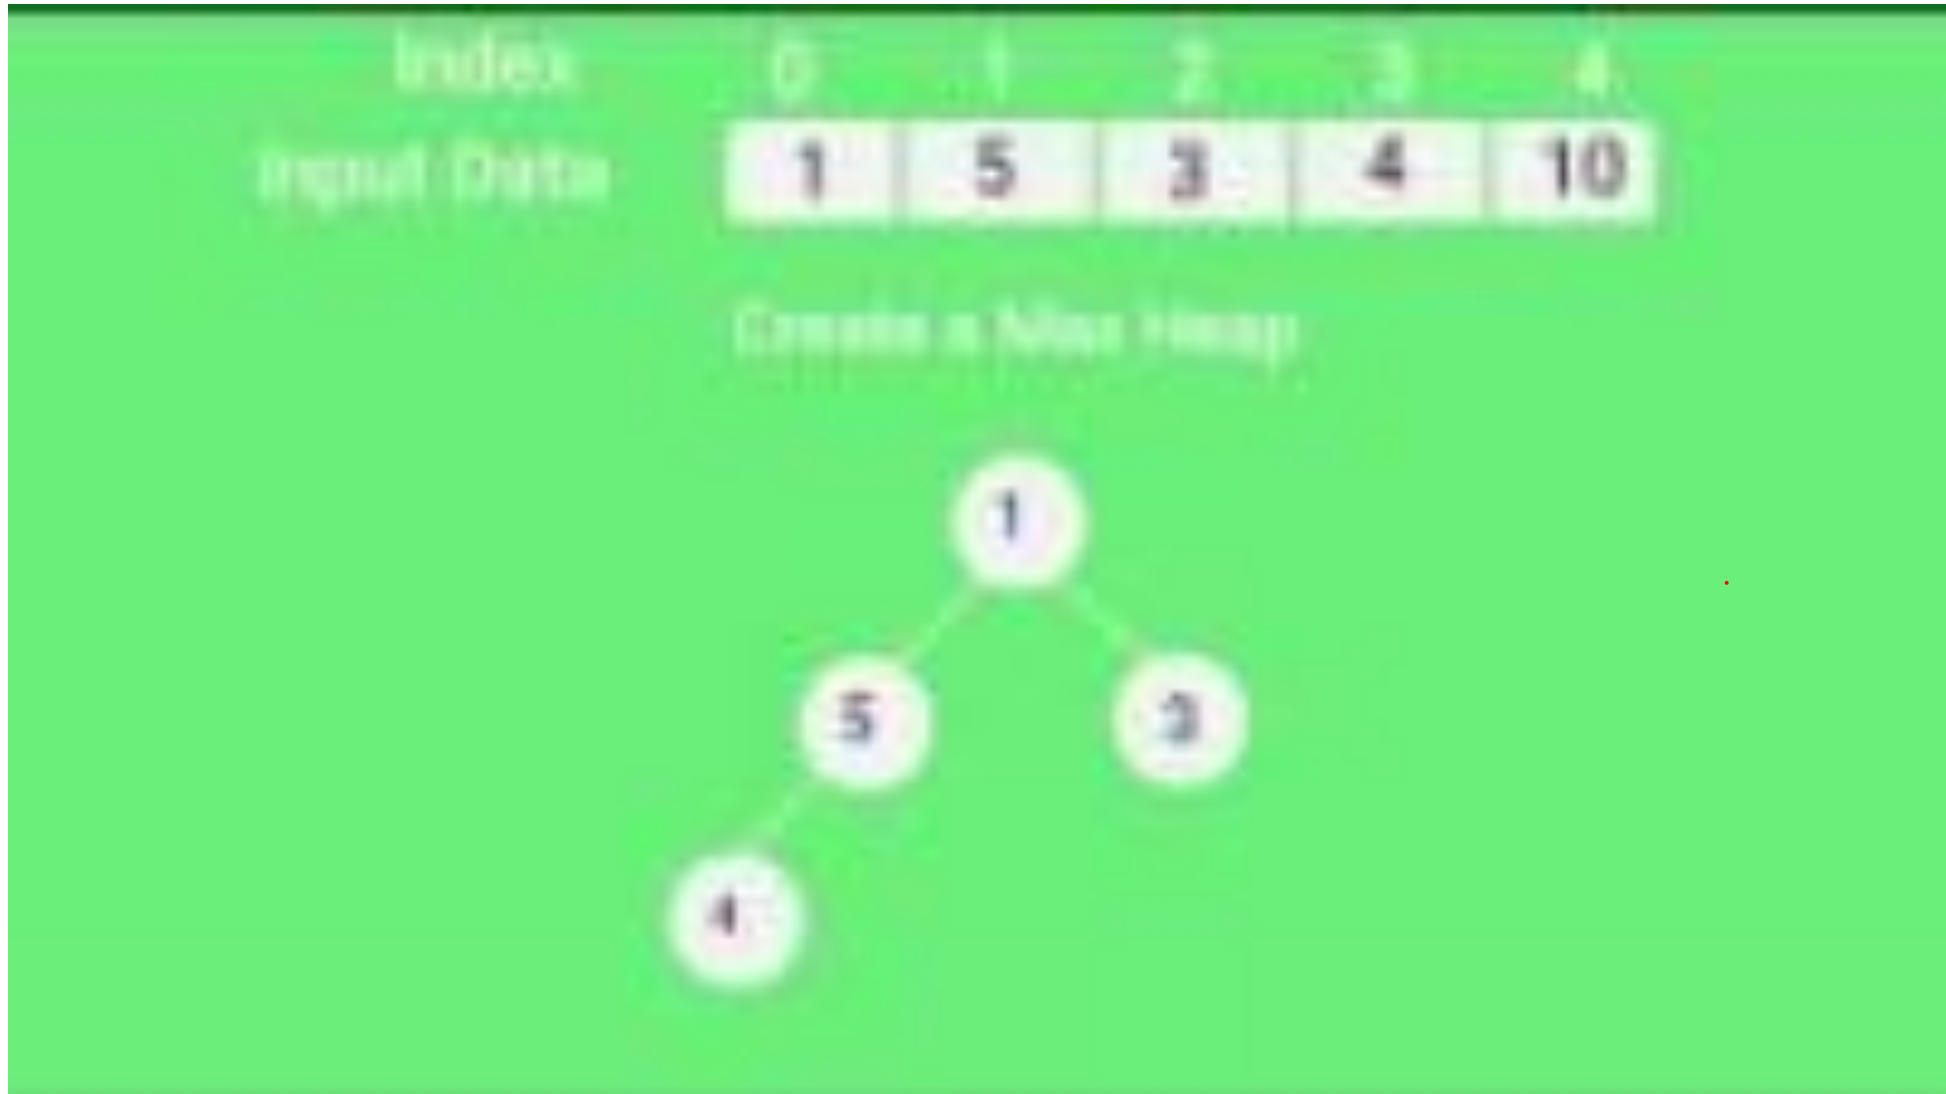 Index 0 1 2 3 4
Input Data 1 5 3 4 10
Create a Max Heap
1
5 3
4